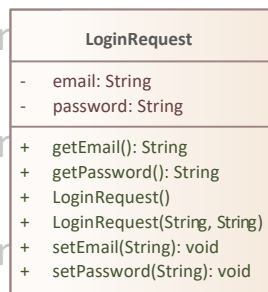 LoginRequest
- email: String
- password: String
+ getEmail(): String
+ getPassword(): String
+ LoginRequest()
+ LoginRequest(String, String)
+ setEmail(String): void
+ setPassword(String): void